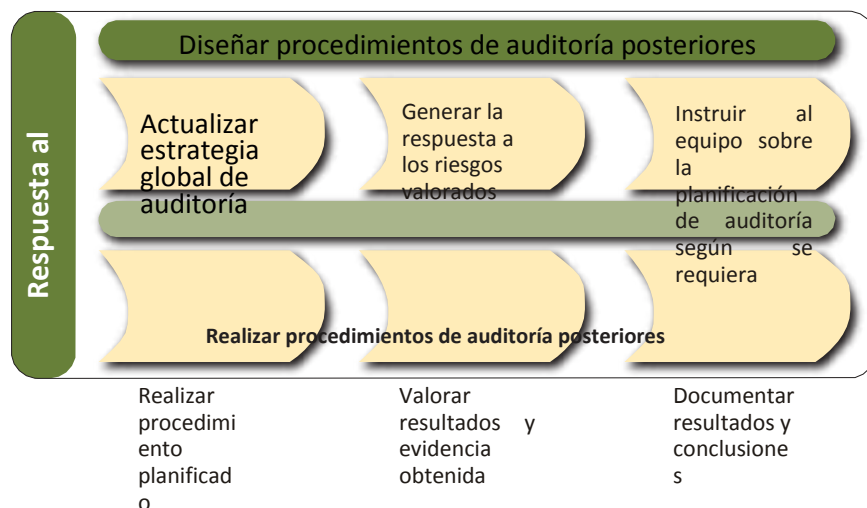 Respuesta al
Diseñar procedimientos de auditoría posteriores
Actualizar
estrategia
global de
auditoría
Generar la
respuesta a
los riesgos
valorados
Instruir al
equipo sobre
la
planificación
de auditoría
según se
requiera
Realizar procedimientos de auditoría posteriores
Realizar
procedimi
ento
planificad
o
Valorar
resultados y
evidencia
obtenida
Documentar
resultados y
conclusione
s